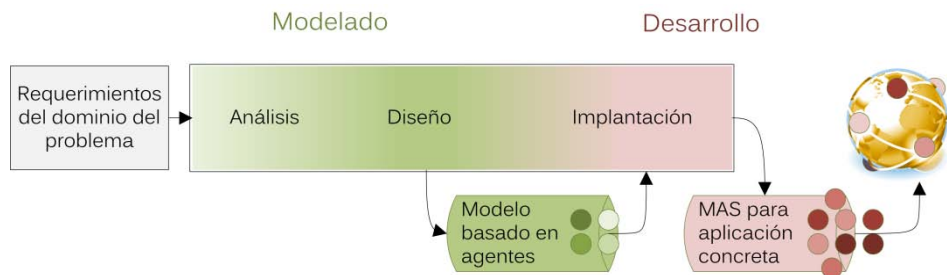 Modelado
Desarrollo
Requerimientos
del dominio del
problema
Análisis
Diseño
Implantación
Modelo
basado en
agentes
MAS para
aplicación
concreta